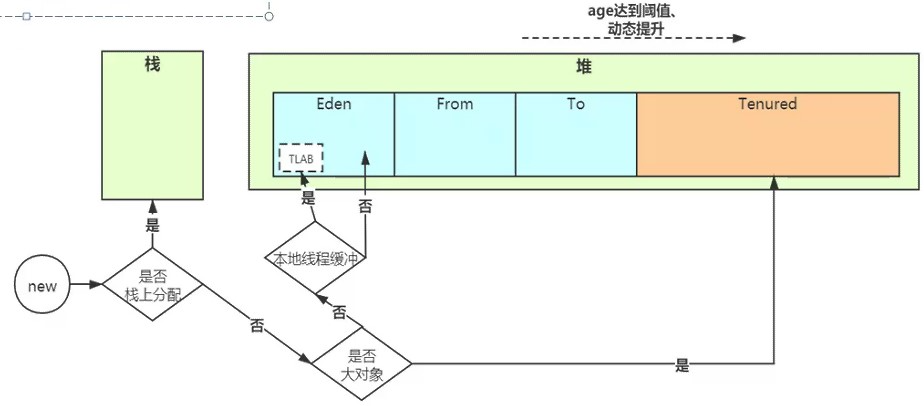 age达到阈值、
动态提升
栈
堆
Eden
From
To
Tenured
TLAB
是
否
是
本地线程缓冲
new
是否
栈上分配
否
否
是否
大对象
是